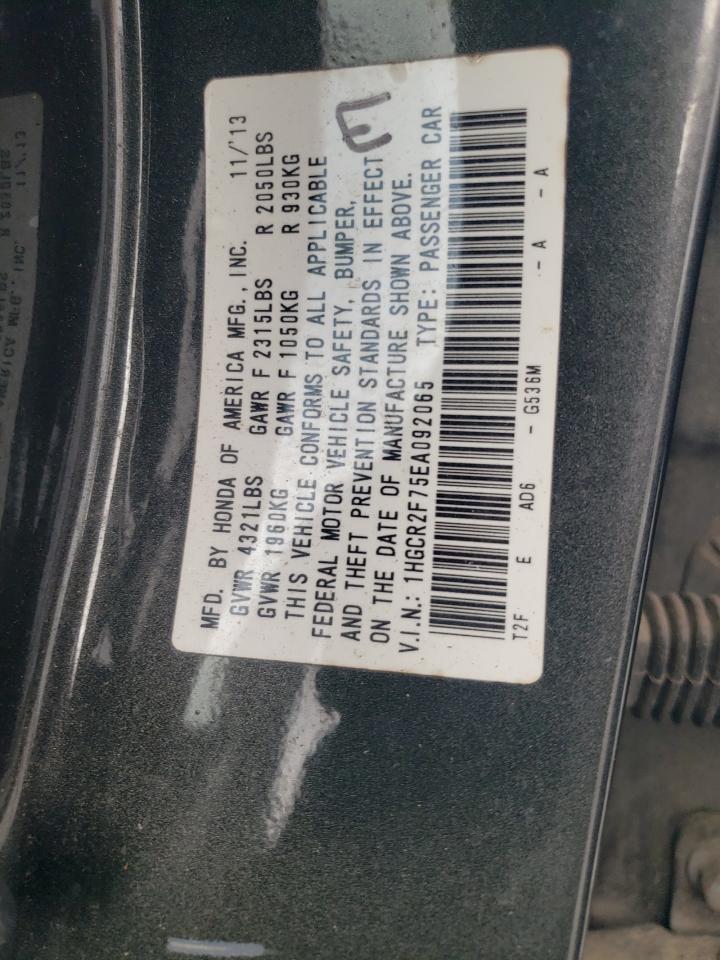 MFD. BY HONDA OF AMERICA MFG., INC. 11/'13
GVWR 4321LBS GAWR F 2315LBS R 2050LBS
GVWR 1960KG GAWR F 1050KG R 930KG
THIS VEHICLE CONFORMS TO ALL APPLICABLE
FEDERAL MOTOR VEHICLE SAFETY, BUMPER,
AND THEFT PREVENTION STANDARDS IN EFFECT
ON THE DATE OF MANUFACTURE SHOWN ABOVE.
V.I.N.: 1HGCR2F75EA092065 TYPE: PASSENGER CAR
T2F E AD6 - G536M - A - A